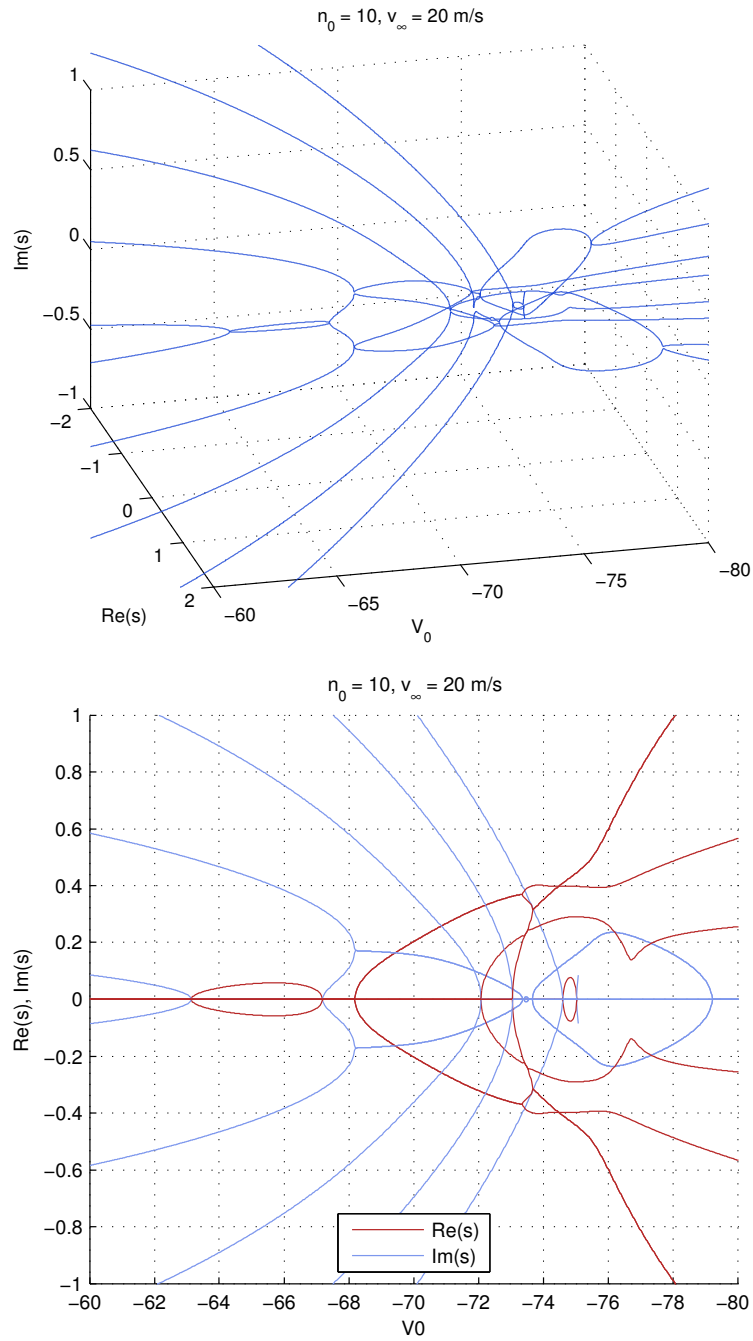 n₀ = 10, v∞ = 20 m/s
1
0.5
0
−0.5
−1
−2
−1
0
1
2
Im(s)
Re(s)
−60
−65
−70
−75
−80
V₀
n₀ = 10, v∞ = 20 m/s
1
0.8
0.6
0.4
0.2
0
−0.2
−0.4
−0.6
−0.8
−1
Re(s), Im(s)
Re(s)
Im(s)
−60 −62 −64 −66 −68 −70 −72 −74 −76 −78 −80
V0